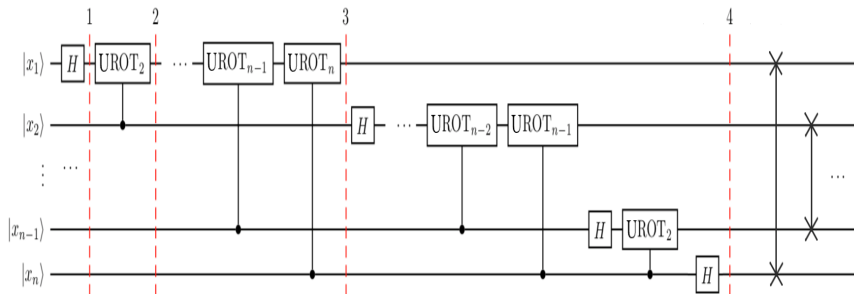 1 2 3 4
|x₁⟩ H UROT₂ ⋯ UROTₙ₋₁ UROTₙ
|x₂⟩ H ⋯ UROTₙ₋₂ UROTₙ₋₁
⋮ ⋯ ⋯
|xₙ₋₁⟩ H UROT₂
|xₙ⟩ H